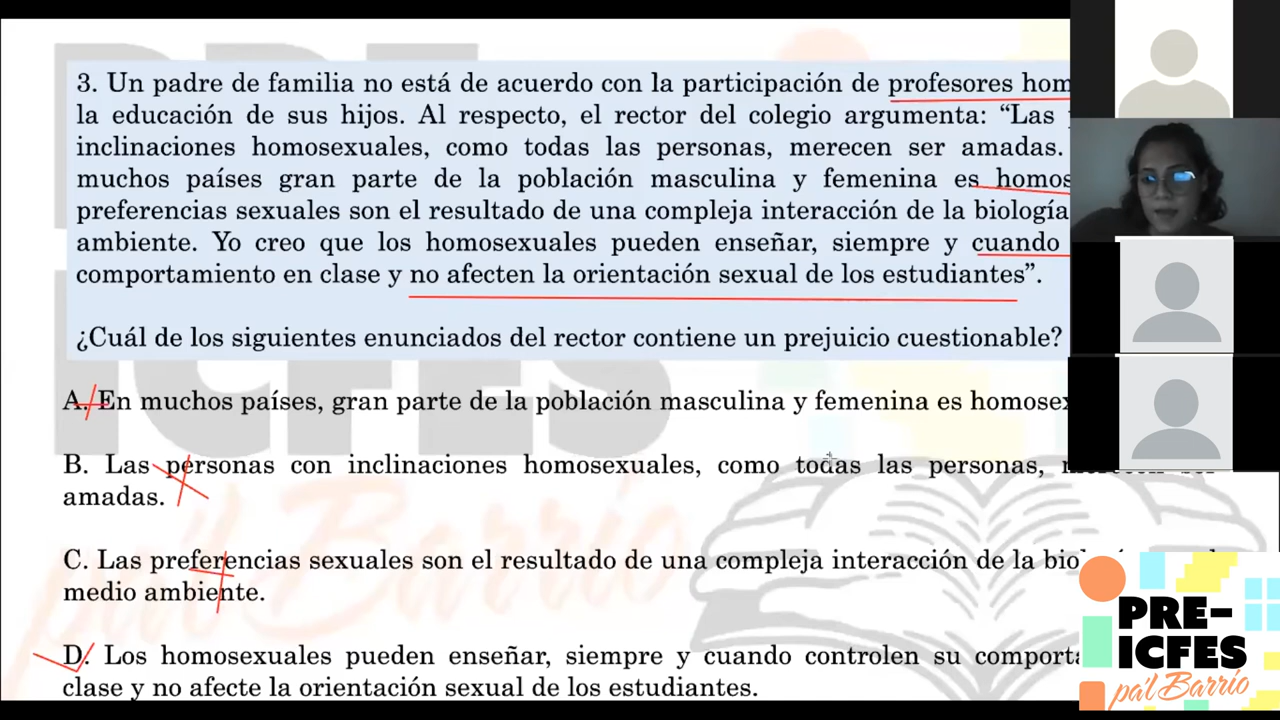 3. Un padre de familia no está de acuerdo con la participación de profesores hom
la educación de sus hijos. Al respecto, el rector del colegio argumenta: “Las
inclinaciones homosexuales, como todas las personas, merecen ser amadas.
muchos países gran parte de la población masculina y femenina es homos
preferencias sexuales son el resultado de una compleja interacción de la biología
ambiente. Yo creo que los homosexuales pueden enseñar, siempre y cuando
comportamiento en clase y no afecten la orientación sexual de los estudiantes”.
¿Cuál de los siguientes enunciados del rector contiene un prejuicio cuestionable?
A. En muchos países, gran parte de la población masculina y femenina es homosex
B. Las personas con inclinaciones homosexuales, como todas las personas,
amadas.
C. Las preferencias sexuales son el resultado de una compleja interacción de la
medio ambiente.
D. Los homosexuales pueden enseñar, siempre y cuando controlen su comporta
clase y no afecte la orientación sexual de los estudiantes.
PRE-
ICFES
pa'l Barrio